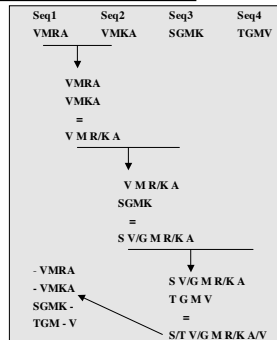 Seq1 Seq2 Seq3 Seq4
VMRA VMKA SGMK TGMV
VMRA
VMKA
=
V M R/K A
V M R/K A
SGMK
=
S V/G M R/K A
- VMRA
- VMKA
SGMK -
TGM - V
S V/G M R/K A
T G M V
=
S/T V/G M R/K A/V